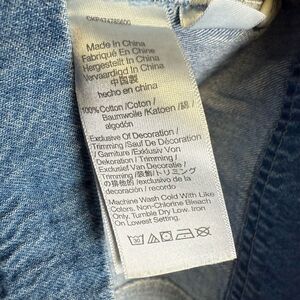 Made in China
Fabriqué En Chine
Hergestellt In China
Vervaardigd In China
中国製
hecho en china
100% Cotton /Coton /
Baumwolle /Katoen /綿 /
algodón
Exclusive Of Decoration /
Trimming /Sauf De Décoration
/ Garniture /Exklusiv Von
Dekoration / Trimming /
Exclusief Van Decoratie /
Trimming /装飾 /トリミング
の排他的 /exclusividad de
decoración / recorado
Machine Wash Cold With Like
Colors. Non-Chlorine Bleach
Only. Tumble Dry Low. Iron
On Lowest Setting.